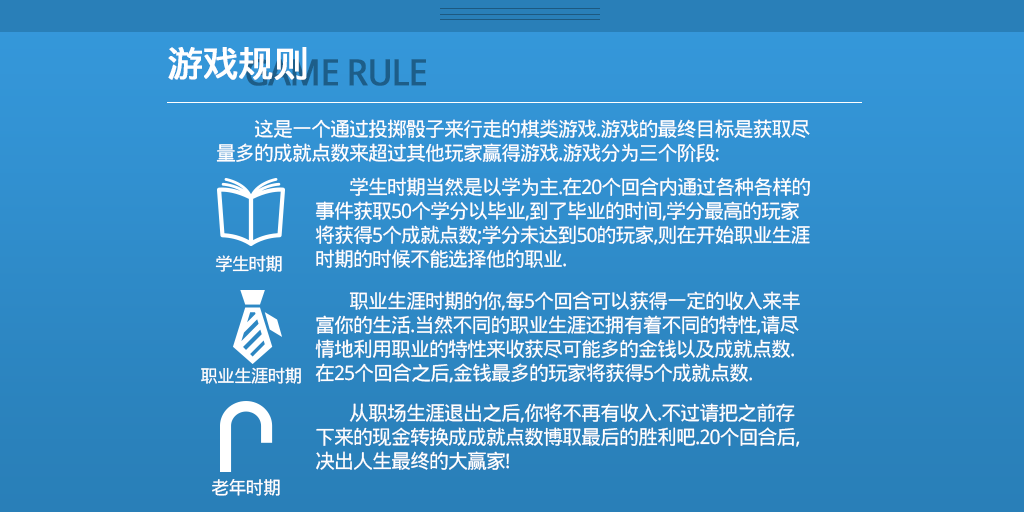 游戏规则
GAME RULE
这是一个通过投掷骰子来行走的棋类游戏.游戏的最终目标是获取尽
量多的成就点数来超过其他玩家赢得游戏.游戏分为三个阶段:
学生时期当然是以学为主.在20个回合内通过各种各样的
事件获取50个学分以毕业,到了毕业的时间,学分最高的玩家
将获得5个成就点数;学分未达到50的玩家,则在开始职业生涯
时期的时候不能选择他的职业.
学生时期
职业生涯时期的你,每5个回合可以获得一定的收入来丰
富你的生活.当然不同的职业生涯还拥有着不同的特性,请尽
情地利用职业的特性来收获尽可能多的金钱以及成就点数.
在25个回合之后,金钱最多的玩家将获得5个成就点数.
职业生涯时期
从职场生涯退出之后,你将不再有收入.不过请把之前存
下来的现金转换成成就点数博取最后的胜利吧.20个回合后,
决出人生最终的大赢家!
老年时期